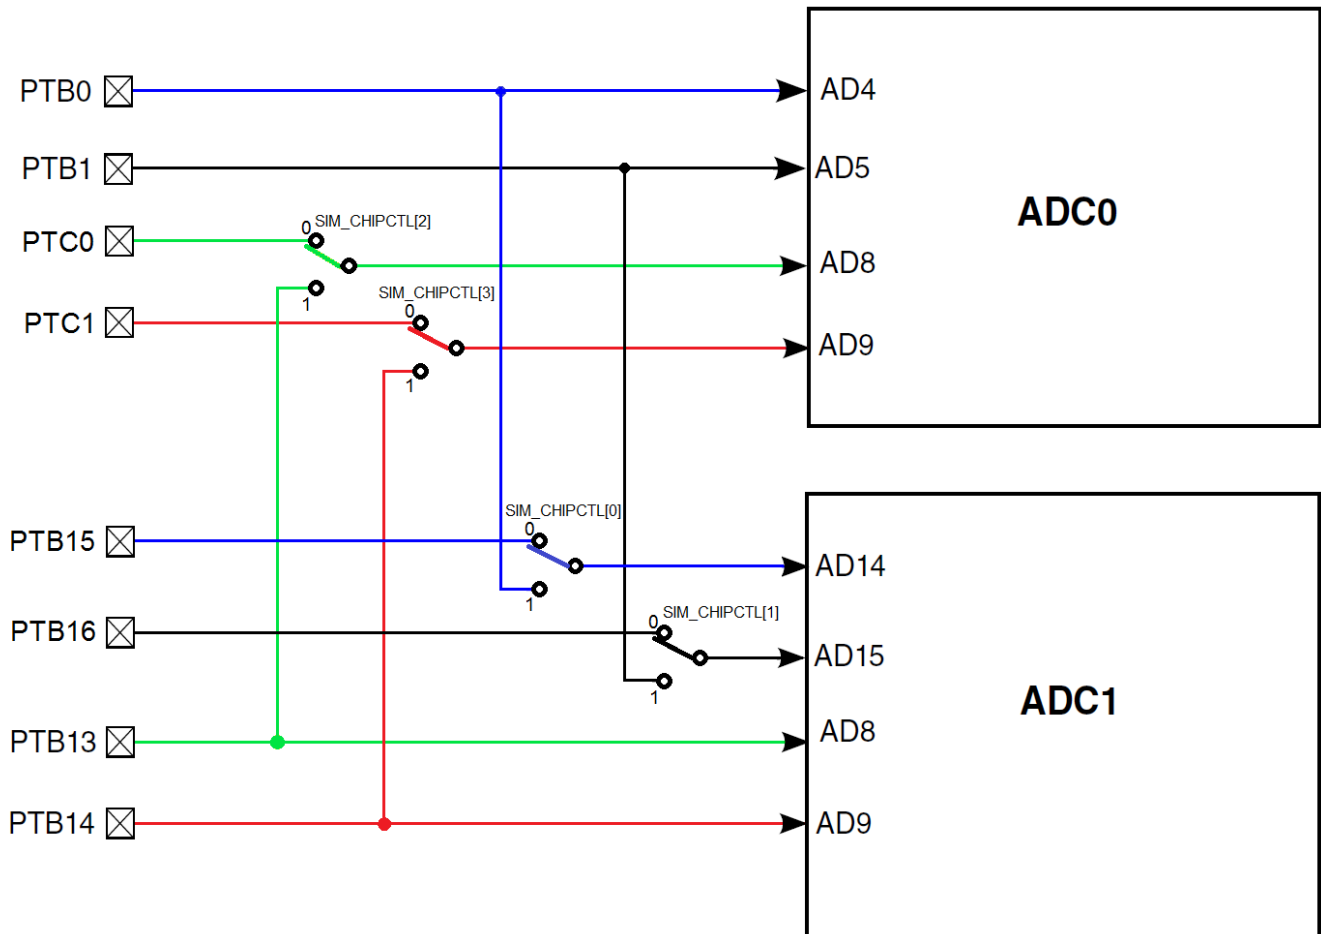 PTB0
AD4
PTB1
AD5
ADC0
PTC0
0 SIM_CHIPCTL[2]
AD8
1
SIM_CHIPCTL[3]
PTC1
0
AD9
1
SIM_CHIPCTL[0]
PTB15
0
AD14
1
SIM_CHIPCTL[1]
PTB16
0
AD15
1
ADC1
PTB13
AD8
PTB14
AD9